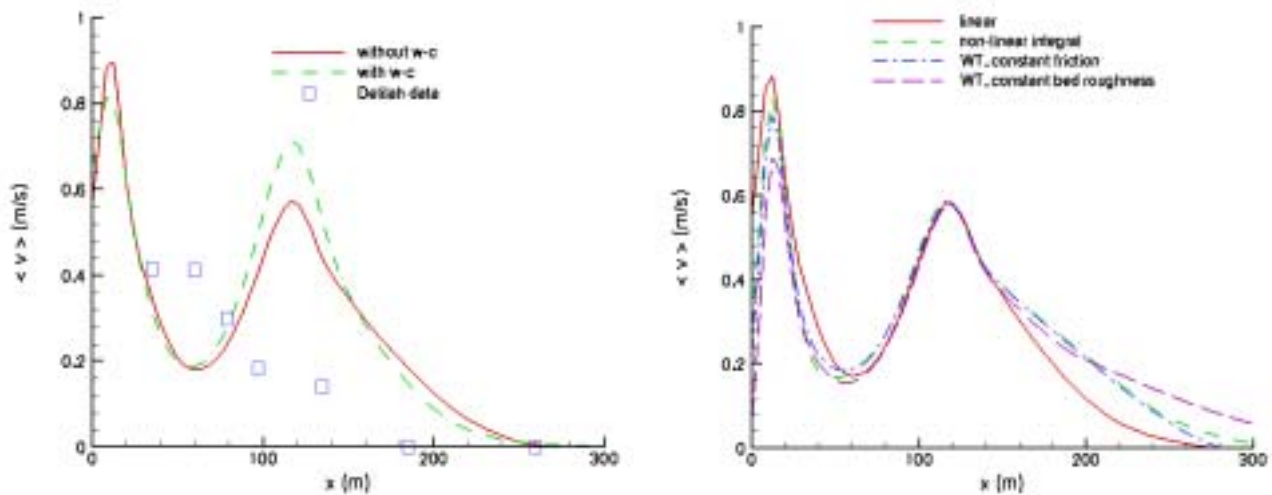 1
0.8
0.6
0.4
0.2
0
< v > (m/s)
without w-c
with w-c
Delilah data
0
100
200
300
x (m)
linear
non-linear integral
WT, constant friction
WT, constant bed roughness
1
0.8
0.6
0.4
0.2
0
< v > (m/s)
0
100
200
300
x (m)